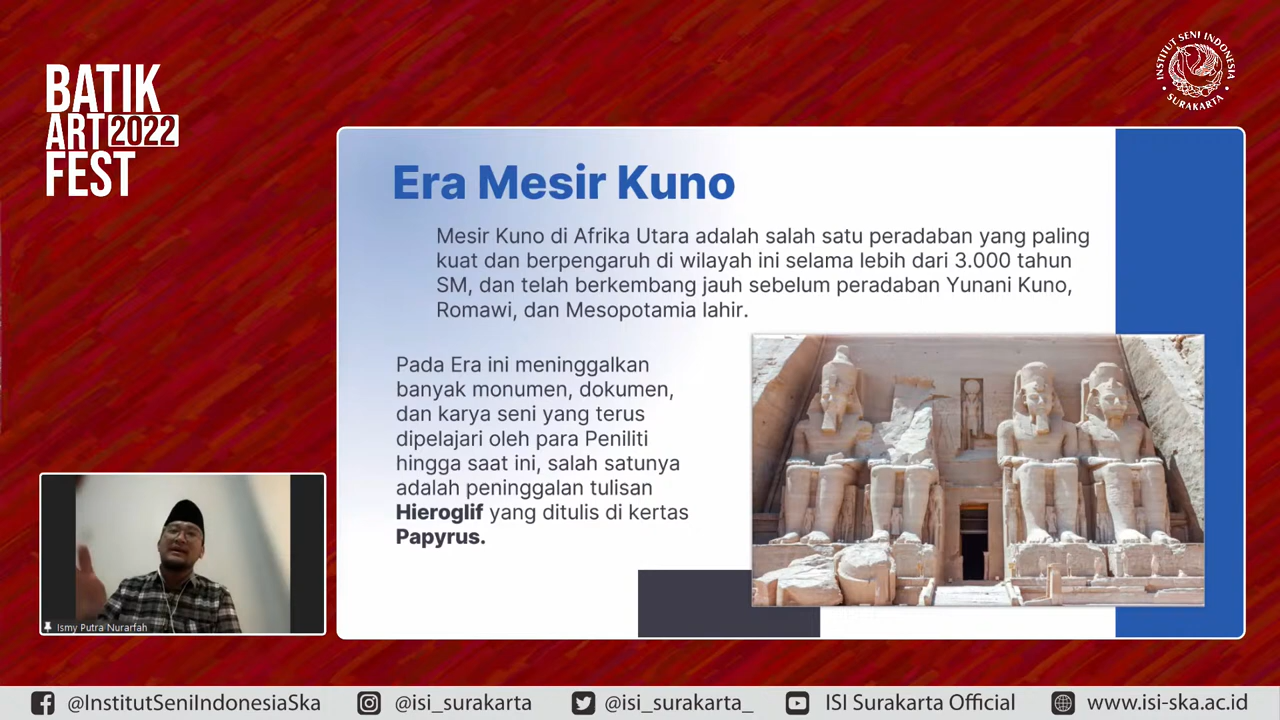 BATIK
ART 2022
FEST
INSTITUT SENI INDONESIA
SURAKARTA
Era Mesir Kuno
Mesir Kuno di Afrika Utara adalah salah satu peradaban yang paling
kuat dan berpengaruh di wilayah ini selama lebih dari 3.000 tahun
SM, dan telah berkembang jauh sebelum peradaban Yunani Kuno,
Romawi, dan Mesopotamia lahir.
Pada Era ini meninggalkan
banyak monumen, dokumen,
dan karya seni yang terus
dipelajari oleh para Peniliti
hingga saat ini, salah satunya
adalah peninggalan tulisan
Hieroglif yang ditulis di kertas
Papyrus.
Ismy Putra Nurarfah
@InstitutSeniIndonesiaSka
@isi_surakarta
@isi_surakarta_
ISI Surakarta Official
www.isi-ska.ac.id